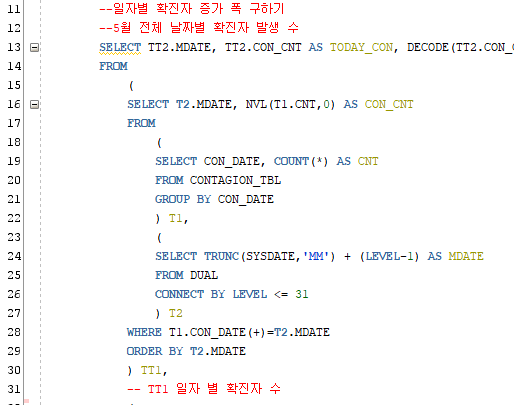 11 --일자별 확진자 증가 폭 구하기
12 --5월 전체 날짜별 확진자 발생 수
13 SELECT TT2.MDATE, TT2.CON_CNT AS TODAY_CON, DECODE(TT2.CON_
14 FROM
15 (
16 SELECT T2.MDATE, NVL(T1.CNT,0) AS CON_CNT
17 FROM
18 (
19 SELECT CON_DATE, COUNT(*) AS CNT
20 FROM CONTAGION_TBL
21 GROUP BY CON_DATE
22 ) T1,
23 (
24 SELECT TRUNC(SYSDATE,'MM') + (LEVEL-1) AS MDATE
25 FROM DUAL
26 CONNECT BY LEVEL <= 31
27 ) T2
28 WHERE T1.CON_DATE(+)=T2.MDATE
29 ORDER BY T2.MDATE
30 ) TT1,
31 -- TT1 일자 별 확진자 수